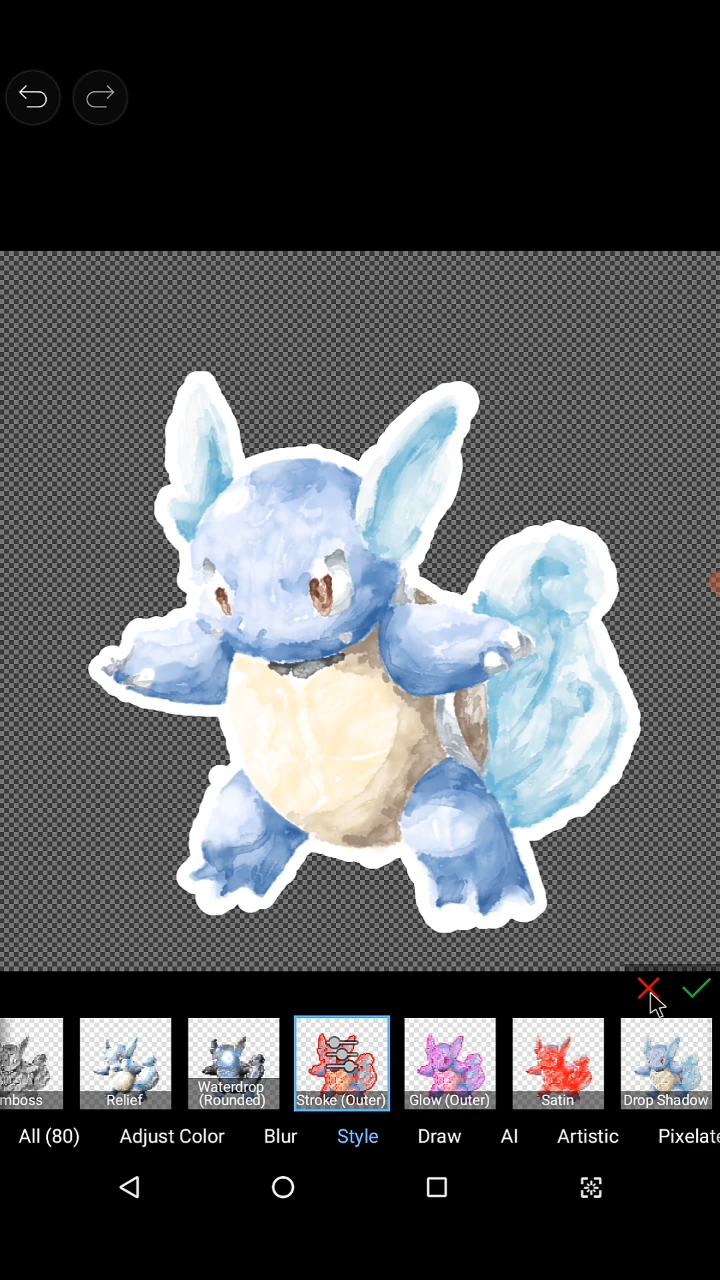 mboss
Relief
Waterdrop
(Rounded)
Stroke (Outer)
Glow (Outer)
Satin
Drop Shadow
All (80)
Adjust Color
Blur
Style
Draw
AI
Artistic
Pixelate